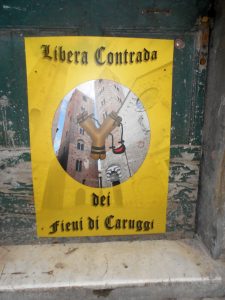 Libera Contrada
dei
Fieui di Caruggi